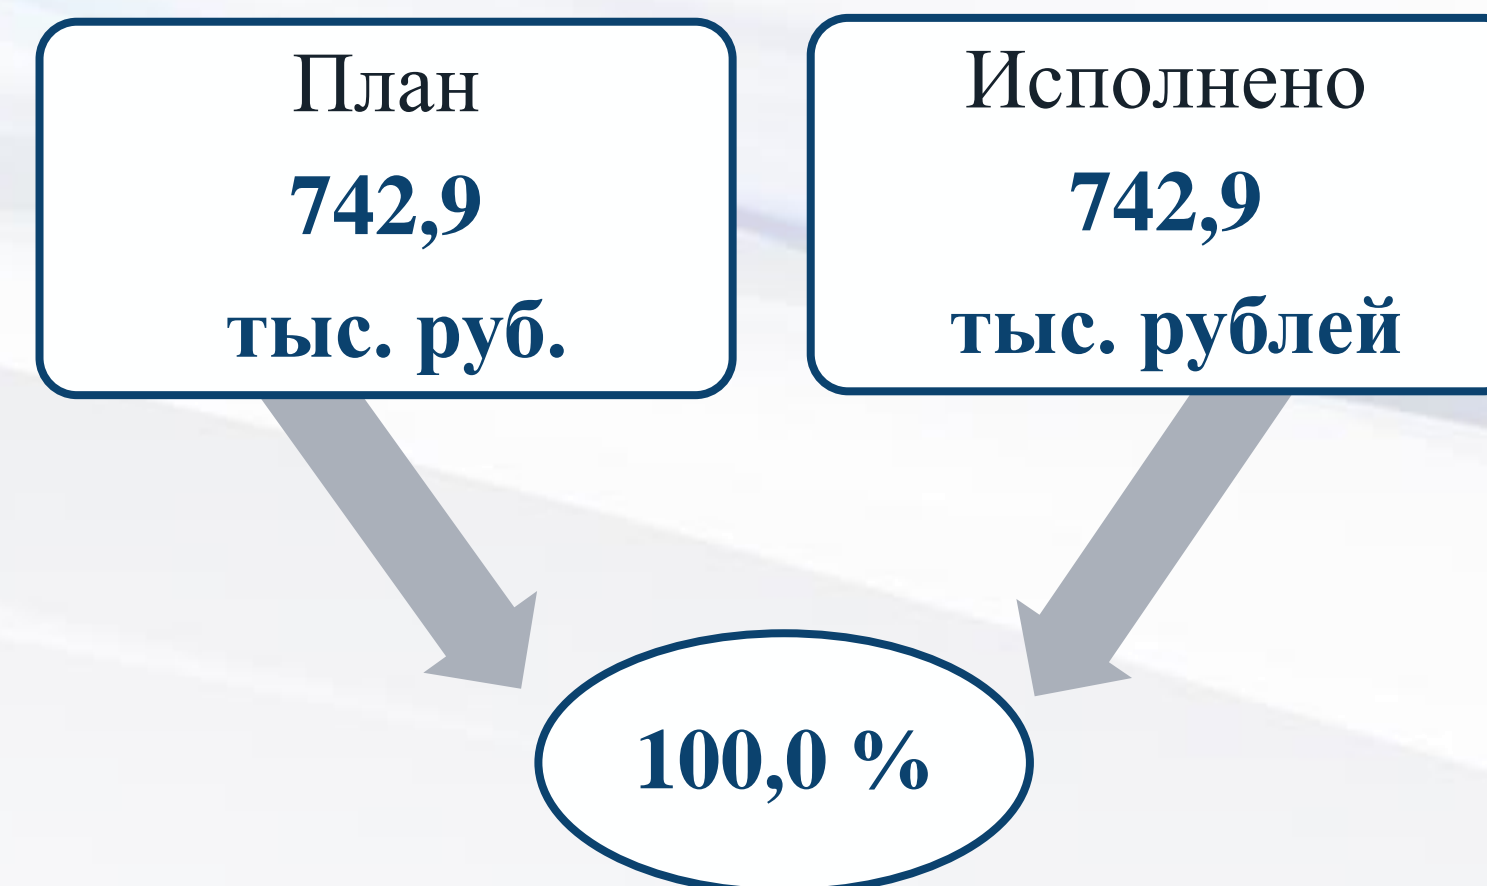 План
742,9
тыс. руб.
Исполнено
742,9
тыс. рублей
100,0 %